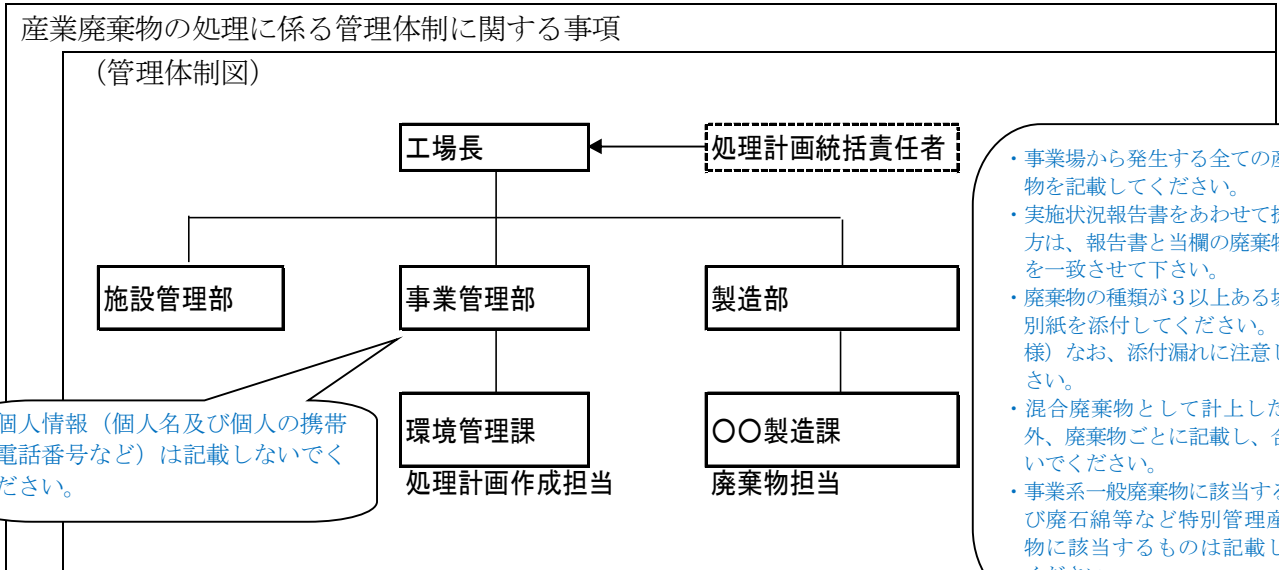 産業廃棄物の処理に係る管理体制に関する事項
（管理体制図）
工場長
処理計画統括責任者
施設管理部
事業管理部
製造部
環境管理課
処理計画作成担当
〇〇製造課
廃棄物担当
個人情報（個人名及び個人の携帯
電話番号など）は記載しないでく
ださい。
・事業場から発生する全ての産
物を記載してください。
・実施状況報告書をあわせて
方は、報告書と当欄の廃棄物
を一致させて下さい。
・廃棄物の種類が３以上ある場
別紙を添付してください。
様）なお、添付漏れに注意し
さい。
・混合廃棄物として計上した
外、廃棄物ごとに記載し、合
いでください。
・事業系一般廃棄物に該当する
び廃石綿等など特別管理産
物に該当するものは記載し